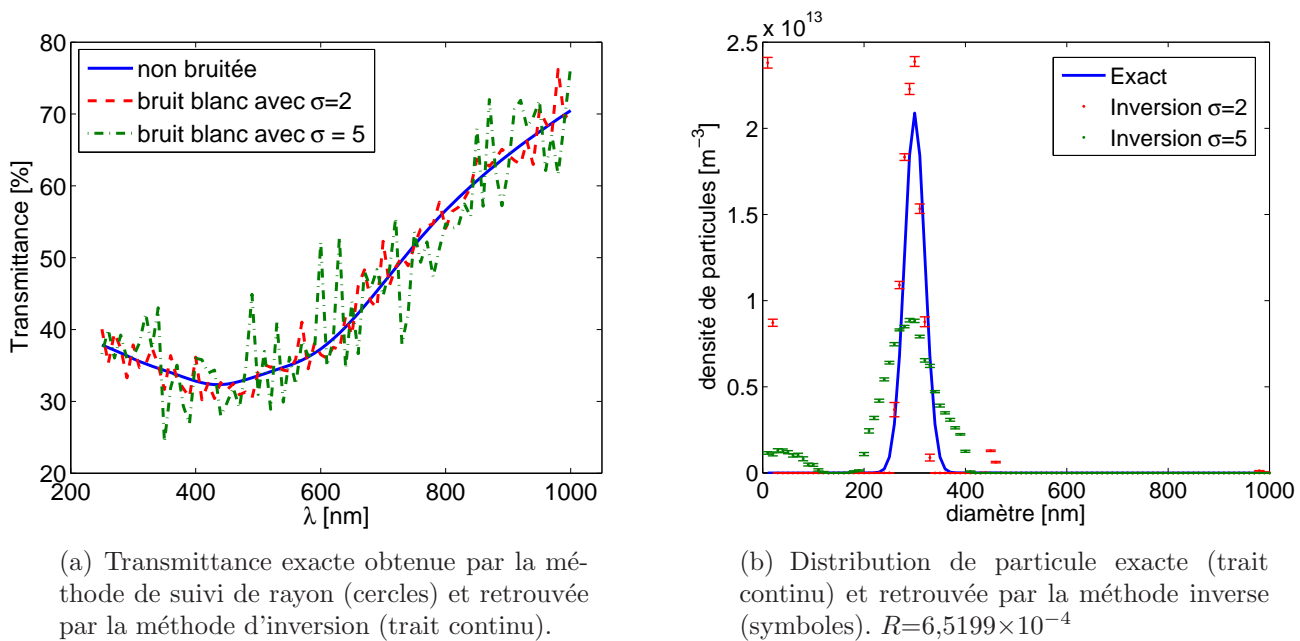 80
70
60
50
40
30
20
200
400
600
800
1000
Transmittance [%]
λ [nm]
non bruitée
bruit blanc avec σ=2
bruit blanc avec σ = 5
(a) Transmittance exacte obtenue par la mé-
thode de suivi de rayon (cercles) et retrouvée
par la méthode d'inversion (trait continu).
x 10^13
2.5
2
1.5
1
0.5
0
0
200
400
600
800
1000
densité de particules [m^−3]
diamètre [nm]
Exact
Inversion σ=2
Inversion σ=5
(b) Distribution de particule exacte (trait
continu) et retrouvée par la méthode inverse
(symboles). R=6,5199×10^−4